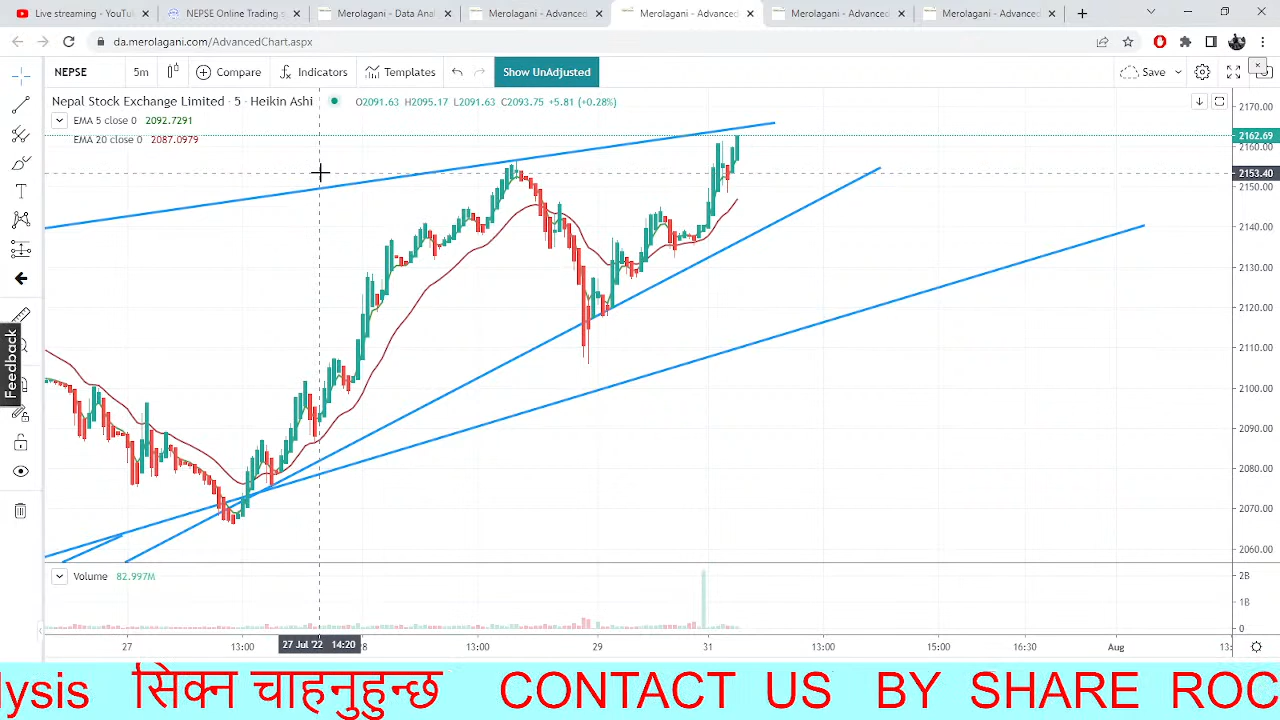 Live streaming - YouTu
NEPSE Online Trading s
Merolagani - Data Anal
Merolagani - Advanced
Merolagani - Advanced
Merolagani - Advanced
Merolagani - Advanced
da.merolagani.com/AdvancedChart.aspx
NEPSE 5m Compare Indicators Templates Show UnAdjusted Save
Nepal Stock Exchange Limited · 5 · Heikin Ashi O2091.63 H2095.17 L2091.63 C2093.75 +5.81 (+0.28%)
EMA 5 close 0 2092.7291
EMA 20 close 0 2087.0979
2170.00
2162.69
2160.00
2153.40
2150.00
2140.00
2130.00
2120.00
2110.00
2100.00
2090.00
2080.00
2070.00
2060.00
Feedback
Volume 82.997M
2B
1B
0
27 13:00 27 Jul '22 14:20 8 13:00 29 31 13:00 15:00 16:30 Aug 13:
lysis सिक्न चाहनुहुन्छ CONTACT US BY SHARE ROC